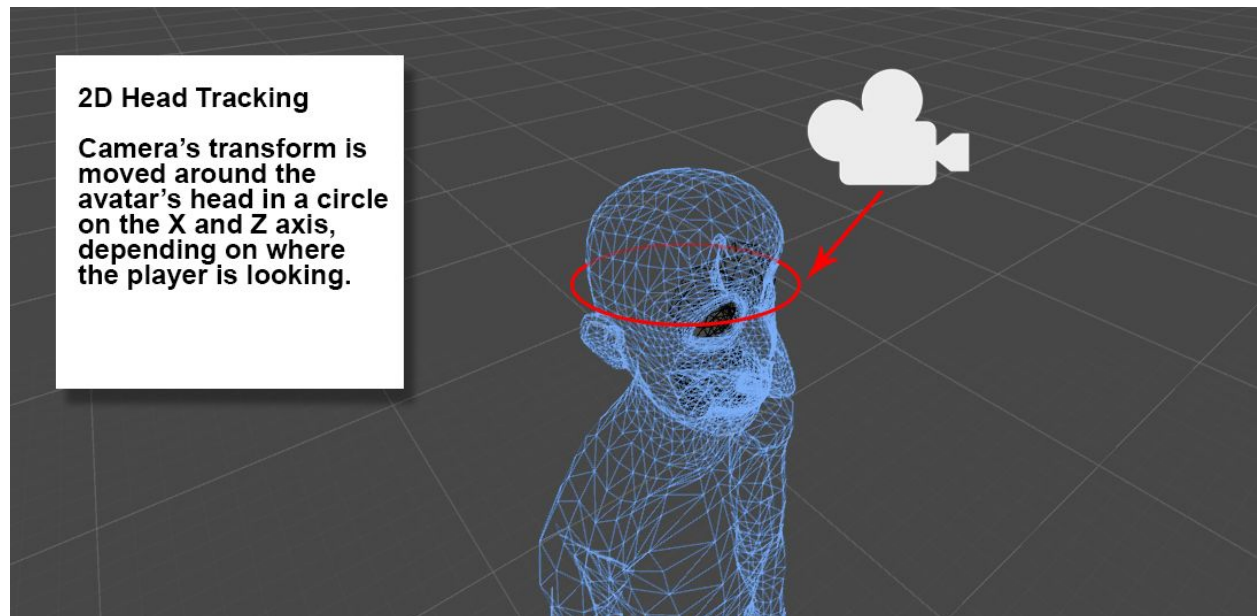 2D Head Tracking
Camera’s transform is
moved around the
avatar’s head in a circle
on the X and Z axis,
depending on where
the player is looking.